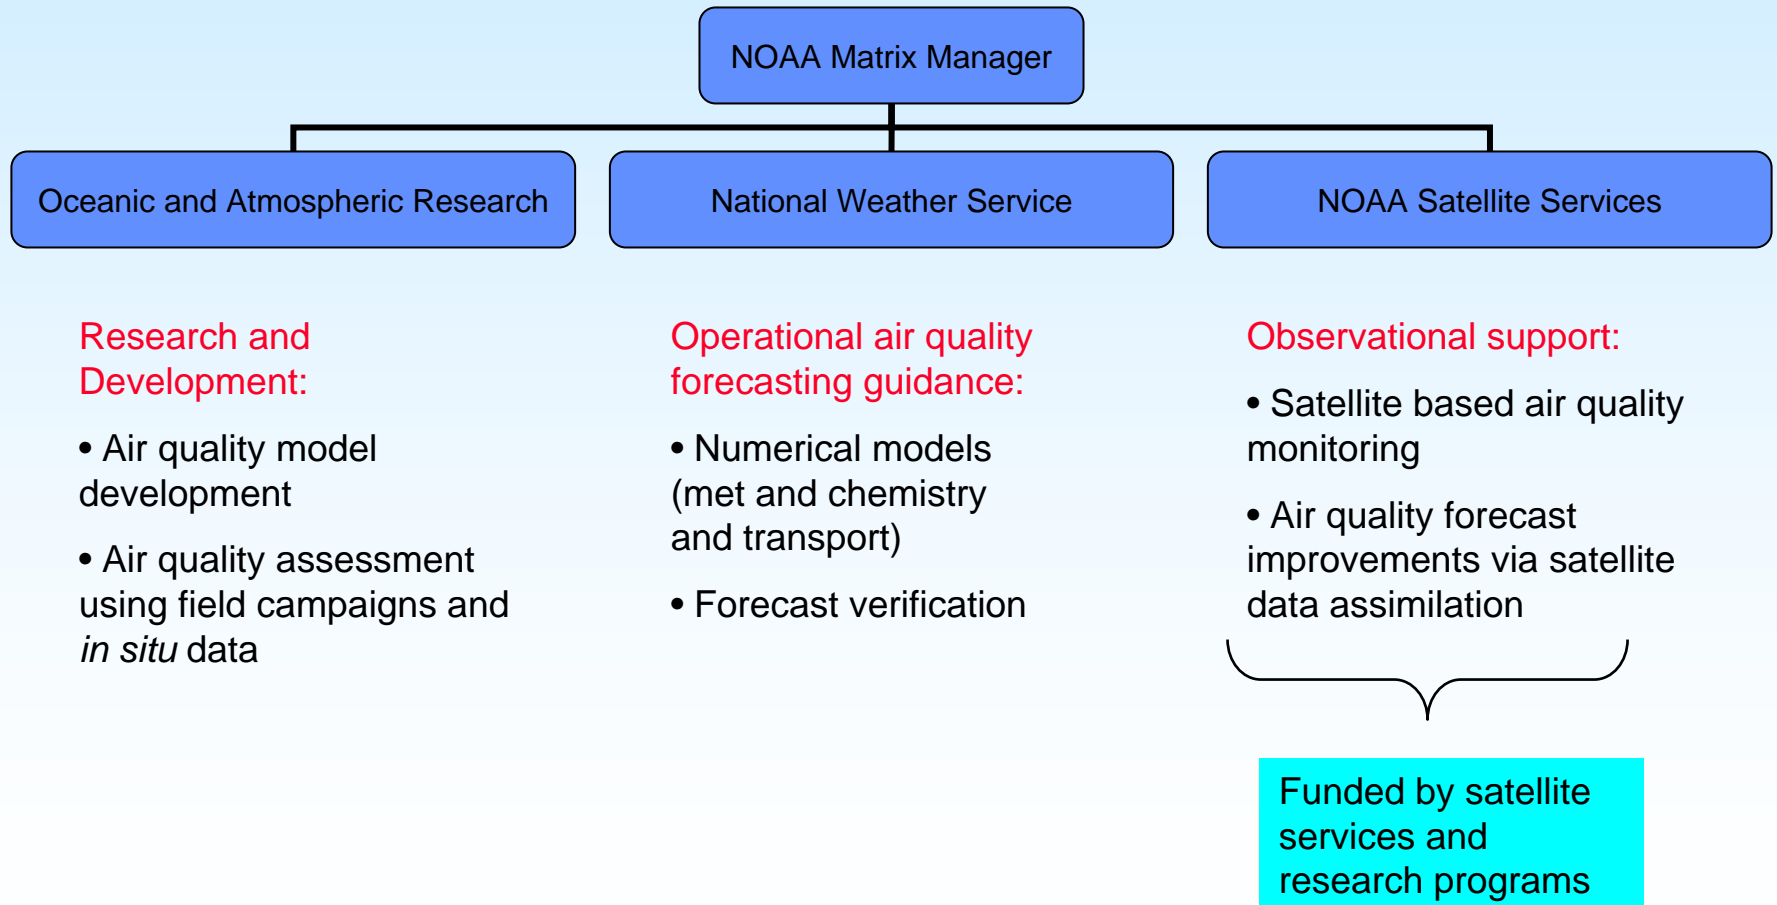 NOAA Matrix Manager
Oceanic and Atmospheric Research
National Weather Service
NOAA Satellite Services
Research and
Development:
• Air quality model
development
• Air quality assessment
using field campaigns and
in situ data
Operational air quality
forecasting guidance:
• Numerical models
(met and chemistry
and transport)
• Forecast verification
Observational support:
• Satellite based air quality
monitoring
• Air quality forecast
improvements via satellite
data assimilation
Funded by satellite
services and
research programs